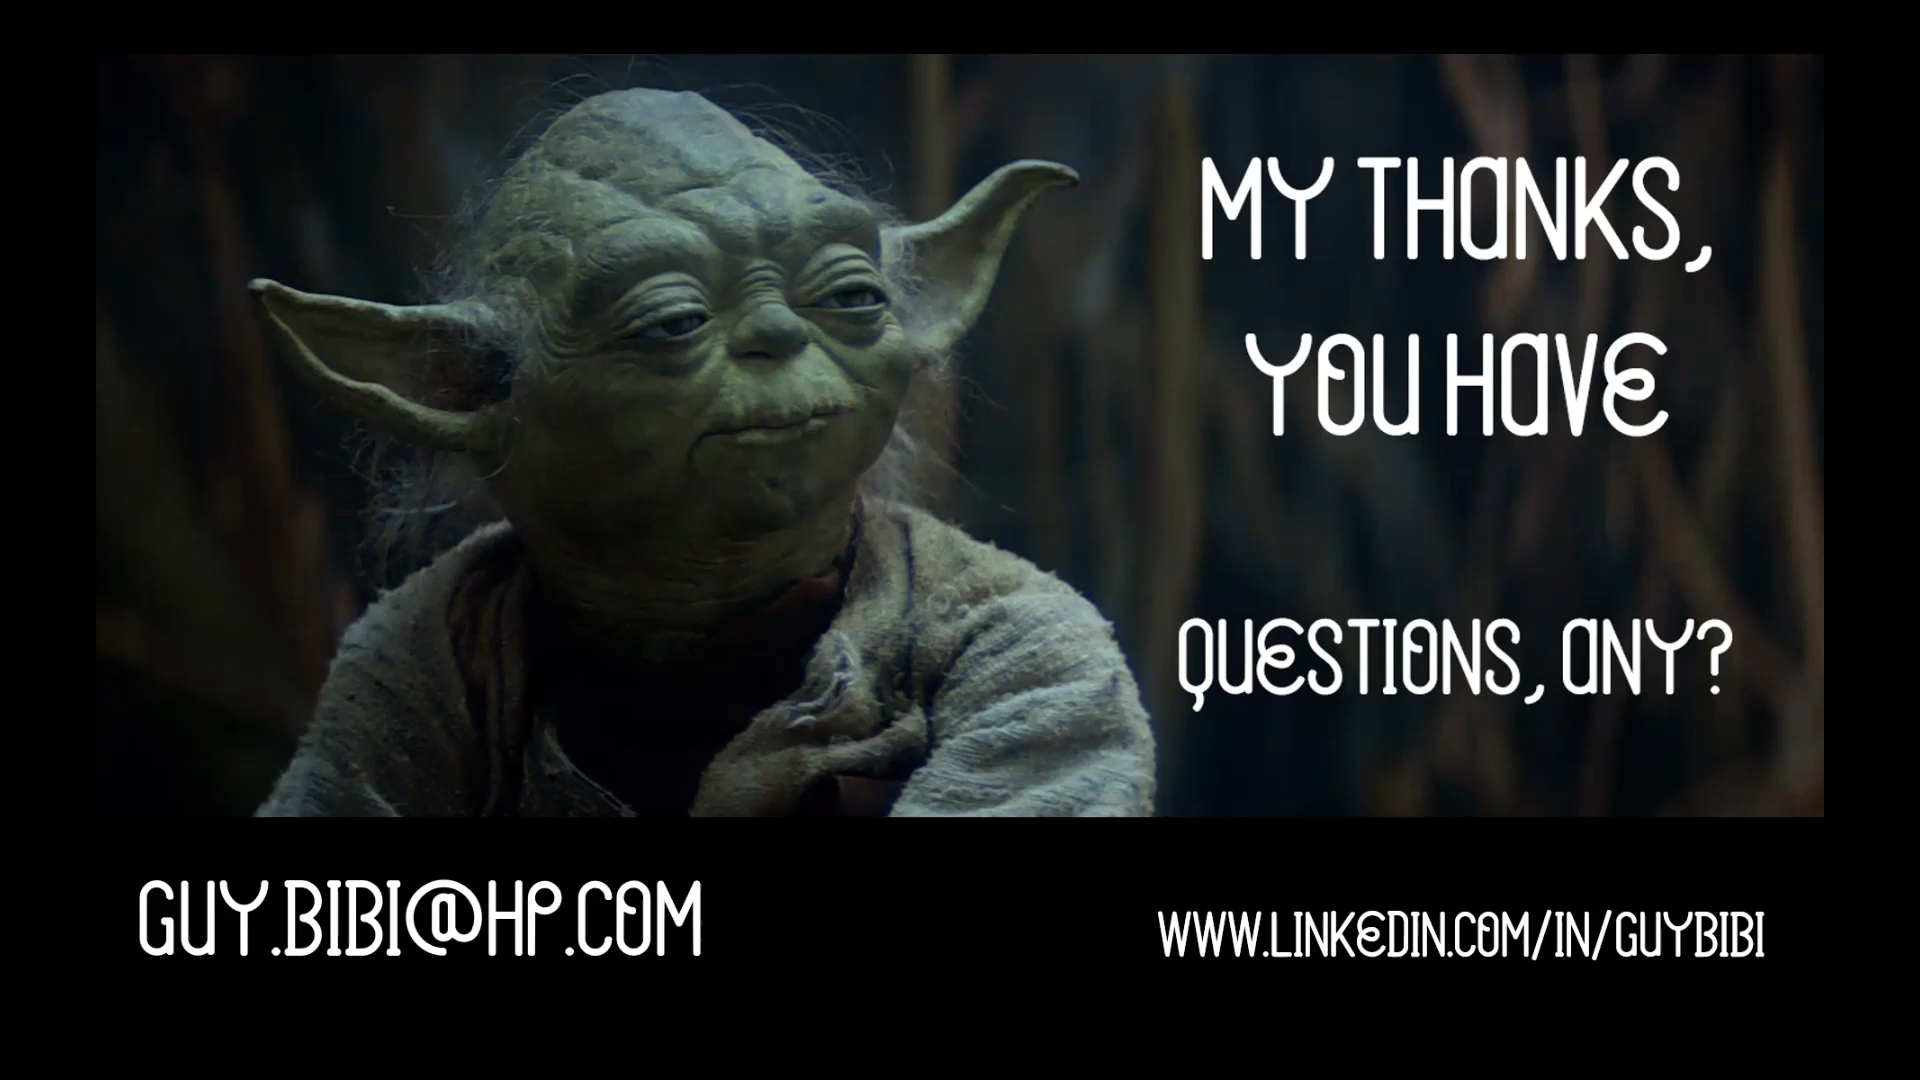 MY THANKS,
YOU HAVE
QUESTIONS, ANY?
GUY.BIBI@HP.COM
WWW.LINKEDIN.COM/IN/GUYBIBI